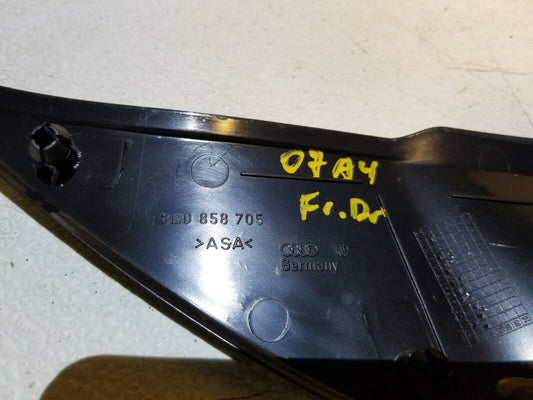 07 A4
Fr. Dr
8E0 858 705
>ASA<
Germany